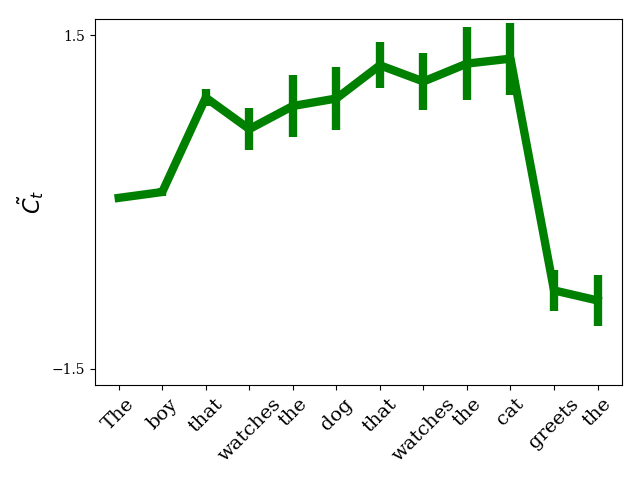 1.5
C̃t
−1.5
The
boy
that
watches
the
dog
that
watches
the
cat
greets
the